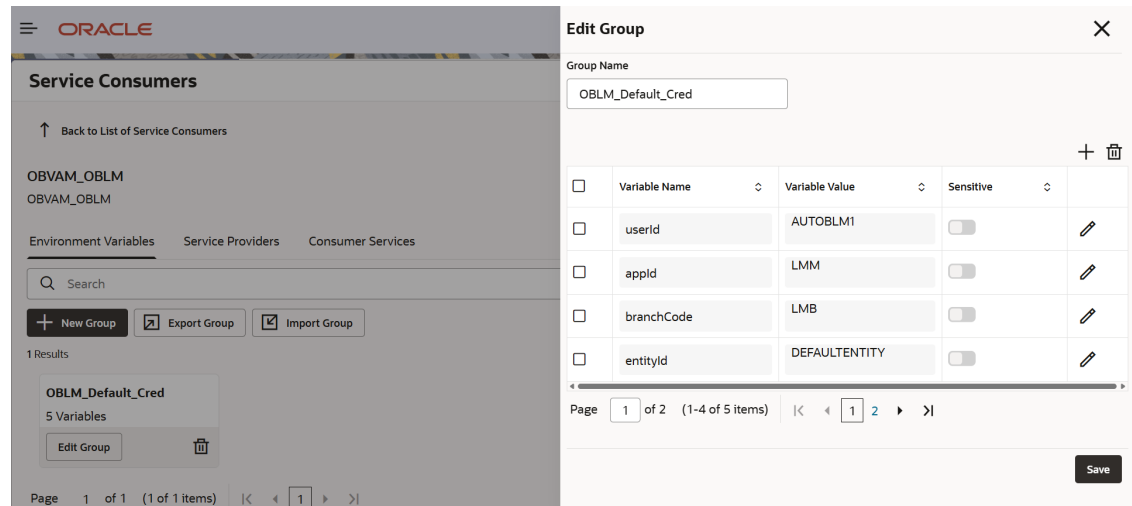 ORACLE
Service Consumers
Back to List of Service Consumers
OBVAM_OBLM
OBVAM_OBLM
Environment Variables Service Providers Consumer Services
Search
New Group Export Group Import Group
1 Results
OBLM_Default_Cred
5 Variables
Edit Group
Page 1 of 1 (1 of 1 items) 1
Edit Group
Group Name
OBLM_Default_Cred
Variable Name Variable Value Sensitive
userId AUTOBLM1
appId LMM
branchCode LMB
entityId DEFAULTENTITY
Page 1 of 2 (1-4 of 5 items) 1 2
Save